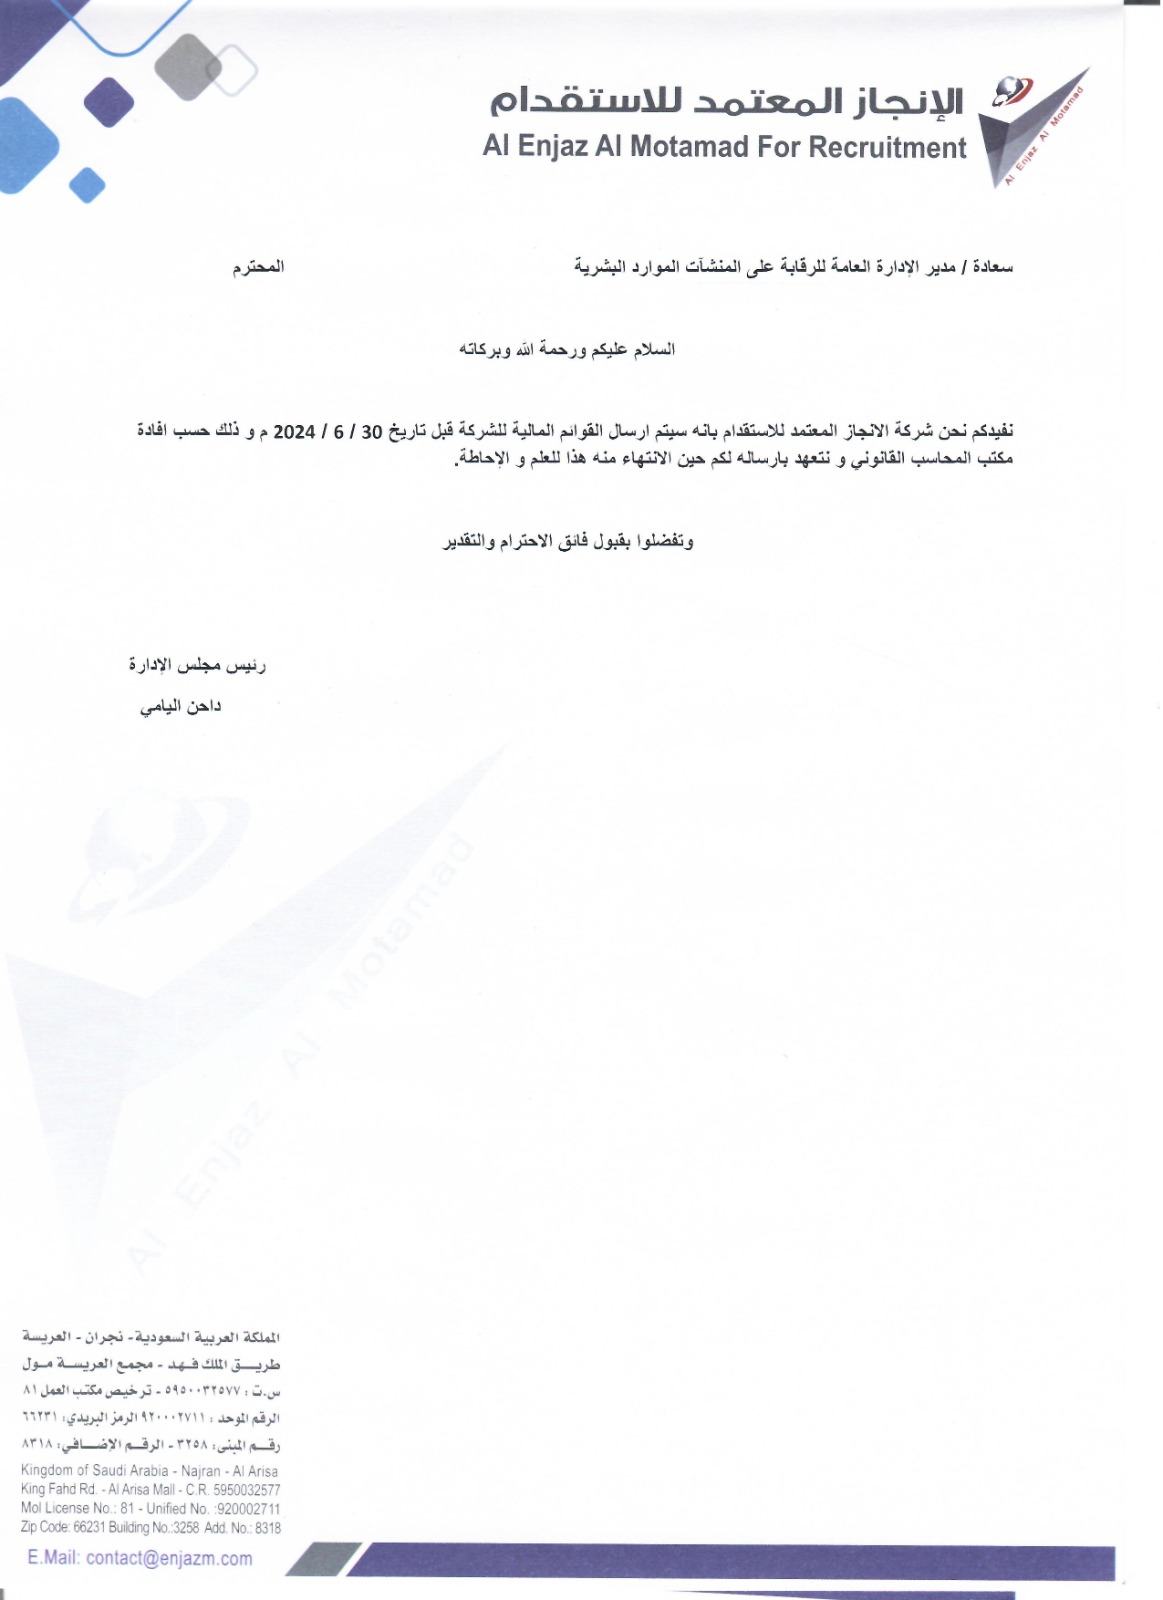 الإنجاز المعتمد للاستقدام
Al Enjaz Al Motamad For Recruitment
Al Enjaz Al Motamad
سعادة / مدير الإدارة العامة للرقابة على المنشآت الموارد البشرية المحترم
السلام عليكم ورحمة الله وبركاته
نفيدكم نحن شركة الانجاز المعتمد للاستقدام بانه سيتم ارسال القوائم المالية للشركة قبل تاريخ 30 / 6 / 2024 م و ذلك حسب افادة
مكتب المحاسب القانوني و نتعهد بارساله لكم حين الانتهاء منه هذا للعلم و الإحاطة.
وتفضلوا بقبول فائق الاحترام والتقدير
رئيس مجلس الإدارة
داحن اليامي
Al Enjaz Al Motamad
المملكة العربية السعودية- نجران - العريسة
طريق الملك فهد - مجمع العريسة مول
س.ت : ٥٩٥٠٠٣٢٥٧٧ - ترخيص مكتب العمل ٨١
الرقم الموحد : ٩٢٠٠٠٢٧١١ الرمز البريدي: ٦٦٢٣١
رقم المبنى: ٣٢٥٨ - الرقم الإضافي: ٨٣١٨
Kingdom of Saudi Arabia - Najran - Al Arisa
King Fahd Rd. - Al Arisa Mall - C.R. 5950032577
Mol License No.: 81 - Unified No. :920002711
Zip Code: 66231 Building No.:3258 Add. No.: 8318
E.Mail: contact@enjazm.com